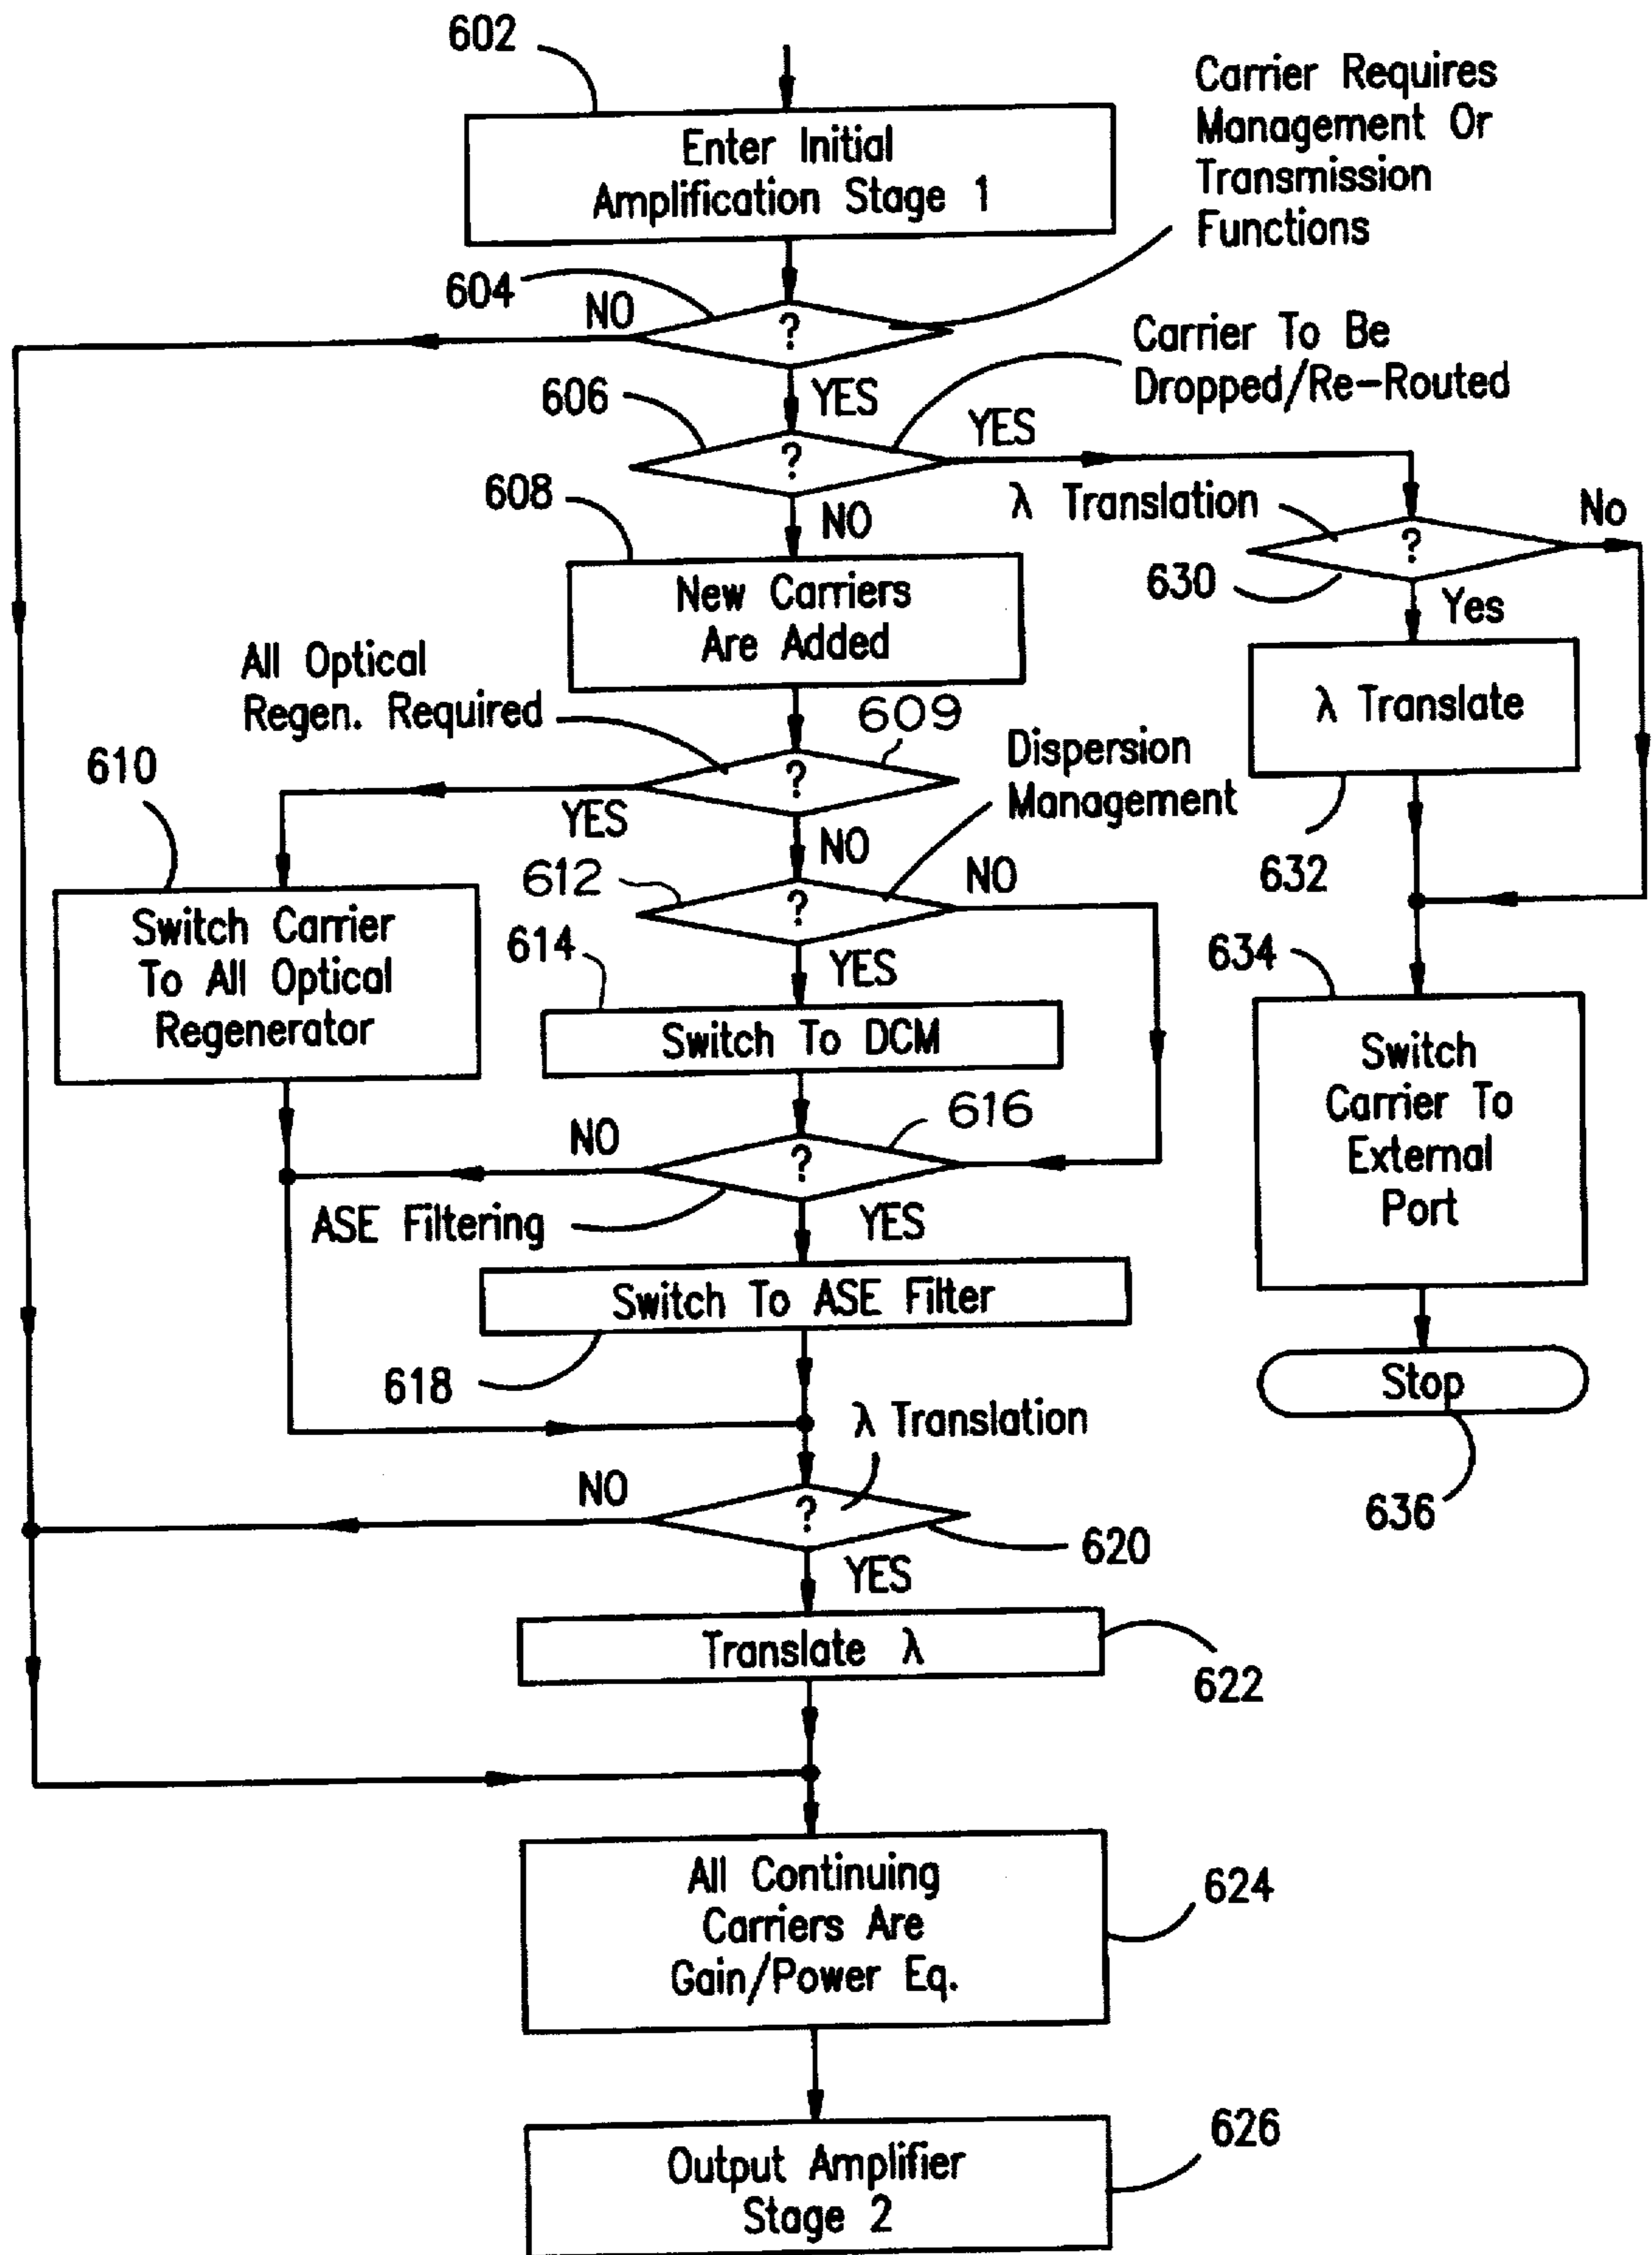 602
Enter Initial
Amplification Stage 1
Carrier Requires
Management Or
Transmission
Functions
604
NO
?
YES
Carrier To Be
Dropped/Re-Routed
606
?
YES
NO
λ Translation
?
No
630
Yes
608
New Carriers
Are Added
λ Translate
632
All Optical
Regen. Required
609
?
YES
NO
Dispersion
Management
610
Switch Carrier
To All Optical
Regenerator
612
?
NO
YES
614
Switch To DCM
634
Switch
Carrier To
External
Port
616
NO
?
ASE Filtering
YES
Switch To ASE Filter
618
Stop
636
λ Translation
NO
?
620
YES
Translate λ
622
All Continuing
Carriers Are
Gain/Power Eq.
624
Output Amplifier
Stage 2
626